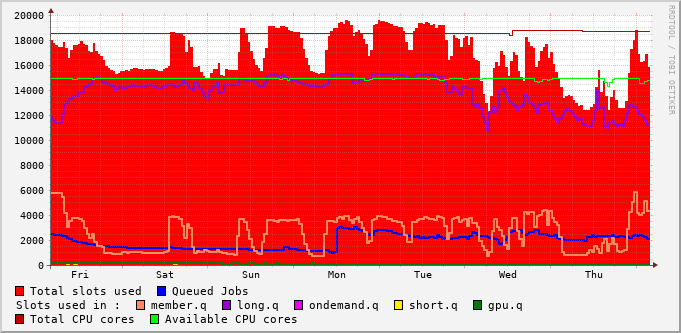 20000
18000
16000
14000
12000
10000
8000
6000
4000
2000
0
Fri Sat Sun Mon Tue Wed Thu
RRDTOOL / TOBI OETIKER
Total slots used Queued Jobs
Slots used in : member.q long.q ondemand.q short.q gpu.q
Total CPU cores Available CPU cores